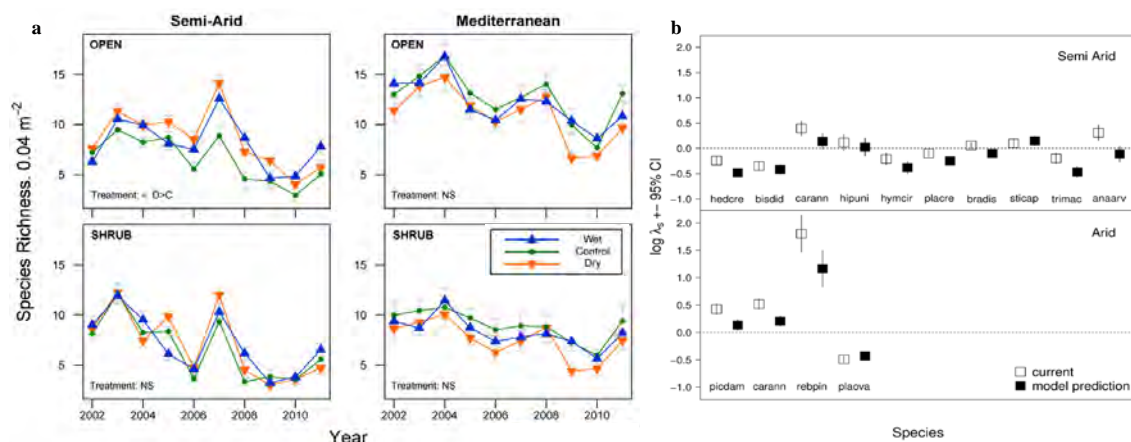 a
Semi-Arid
Mediterranean
Species Richness. 0.04 m⁻²
OPEN
15
10
5
Treatment: < D>C
OPEN
15
10
5
Treatment: NS
SHRUB
15
10
5
Treatment: NS
2002 2004 2006 2008 2010
SHRUB
Wet
Control
Dry
15
10
5
Treatment: NS
2002 2004 2006 2008 2010
Year
b
log λs +− 95% CI
Semi Arid
2.0
1.5
1.0
0.5
0.0
-0.5
-1.0
hedcre bisdid carann hipuni hymcir placre bradis sticap trimac anaarv
Arid
2.0
1.5
1.0
0.5
0.0
-0.5
-1.0
picdam carann rebpin plaova
current
model prediction
Species